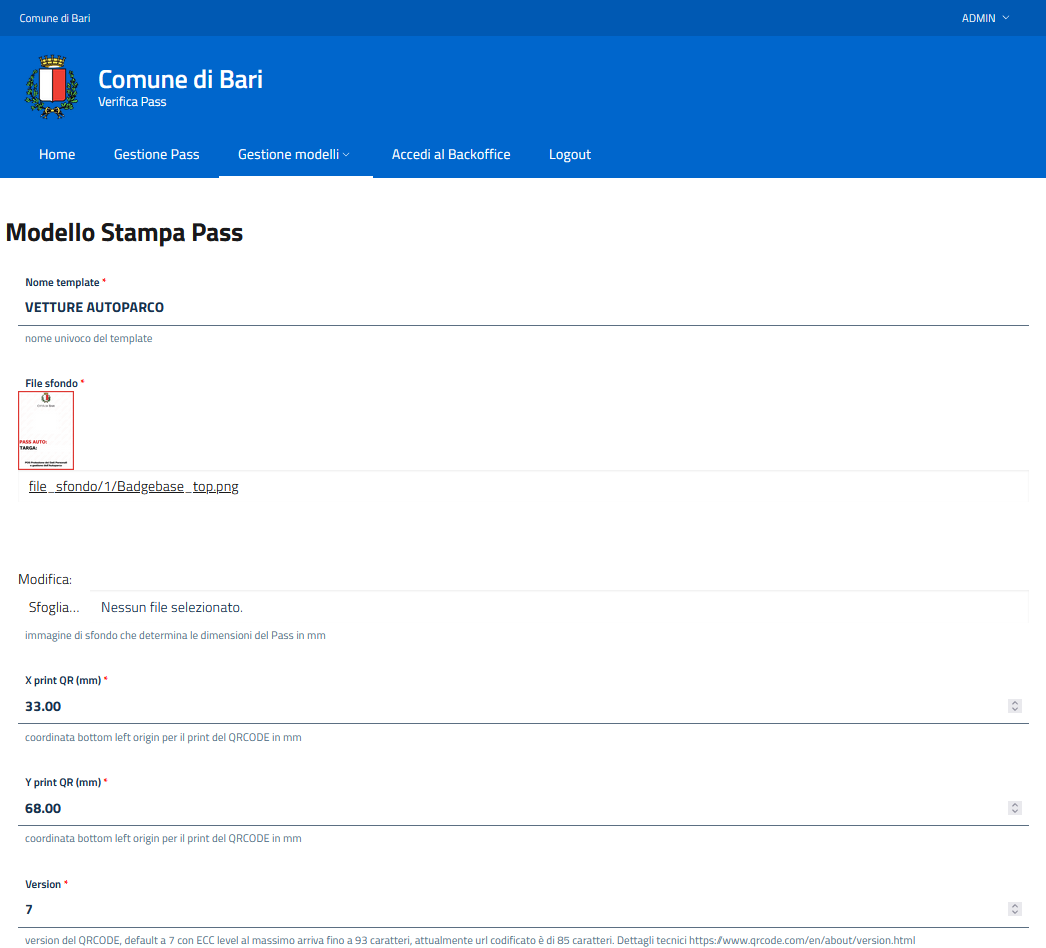 Comune di Bari
ADMIN
Comune di Bari
Verifica Pass
Home
Gestione Pass
Gestione modelli
Accedi al Backoffice
Logout
Modello Stampa Pass
Nome template *
VETTURE AUTOPARCO
nome univoco del template
File sfondo *
PASS AUTO:
TARGA:
file_sfondo/1/Badgebase_top.png
Modifica:
Sfoglia... Nessun file selezionato.
immagine di sfondo che determina le dimensioni del Pass in mm
X print QR (mm) *
33.00
coordinata bottom left origin per il print del QRCODE in mm
Y print QR (mm) *
68.00
coordinata bottom left origin per il print del QRCODE in mm
Version *
7
version del QRCODE, default a 7 con ECC level al massimo arriva fino a 93 caratteri, attualmente url codificato è di 85 caratteri. Dettagli tecnici https://www.qrcode.com/en/about/version.html